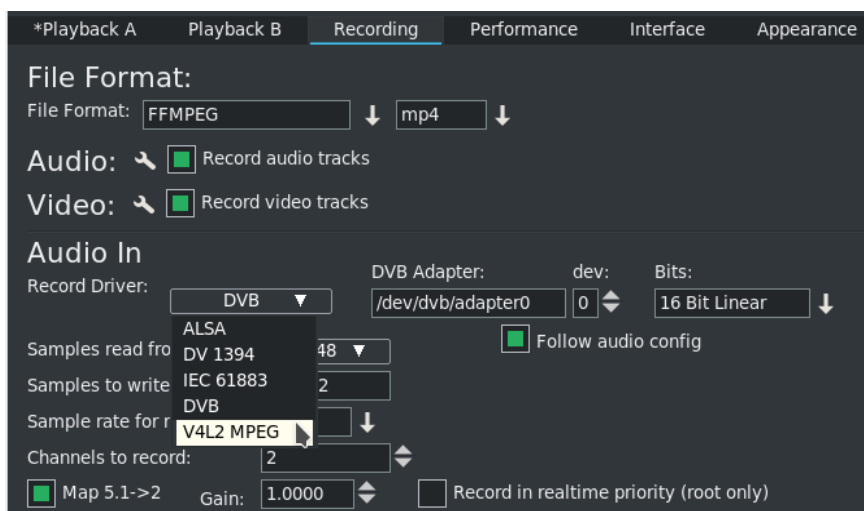 *Playback A Playback B Recording Performance Interface Appearance
File Format:
File Format: FFMPEG mp4
Audio: Record audio tracks
Video: Record video tracks
Audio In
DVB Adapter: dev: Bits:
Record Driver: DVB /dev/dvb/adapter0 0 16 Bit Linear
ALSA
Follow audio config
Samples read fro 48
DV 1394
IEC 61883
Samples to write 2
DVB
Sample rate for r
V4L2 MPEG
Channels to record: 2
Map 5.1->2 Gain: 1.0000 Record in realtime priority (root only)